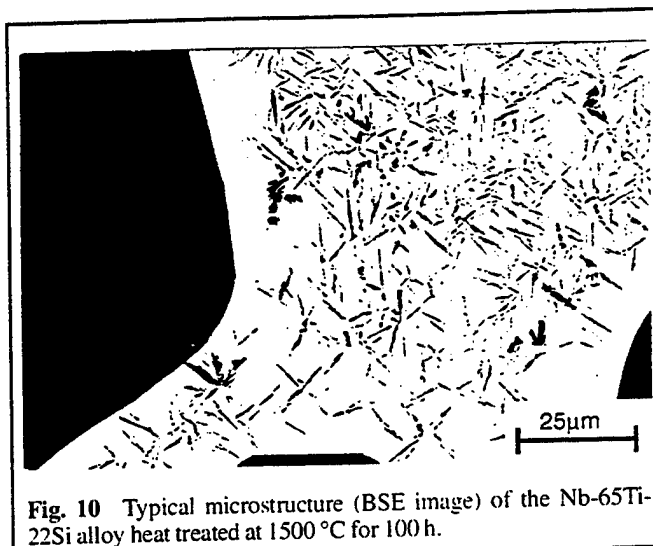 25µm
Fig. 10 Typical microstructure (BSE image) of the Nb-65Ti-
22Si alloy heat treated at 1500 °C for 100 h.